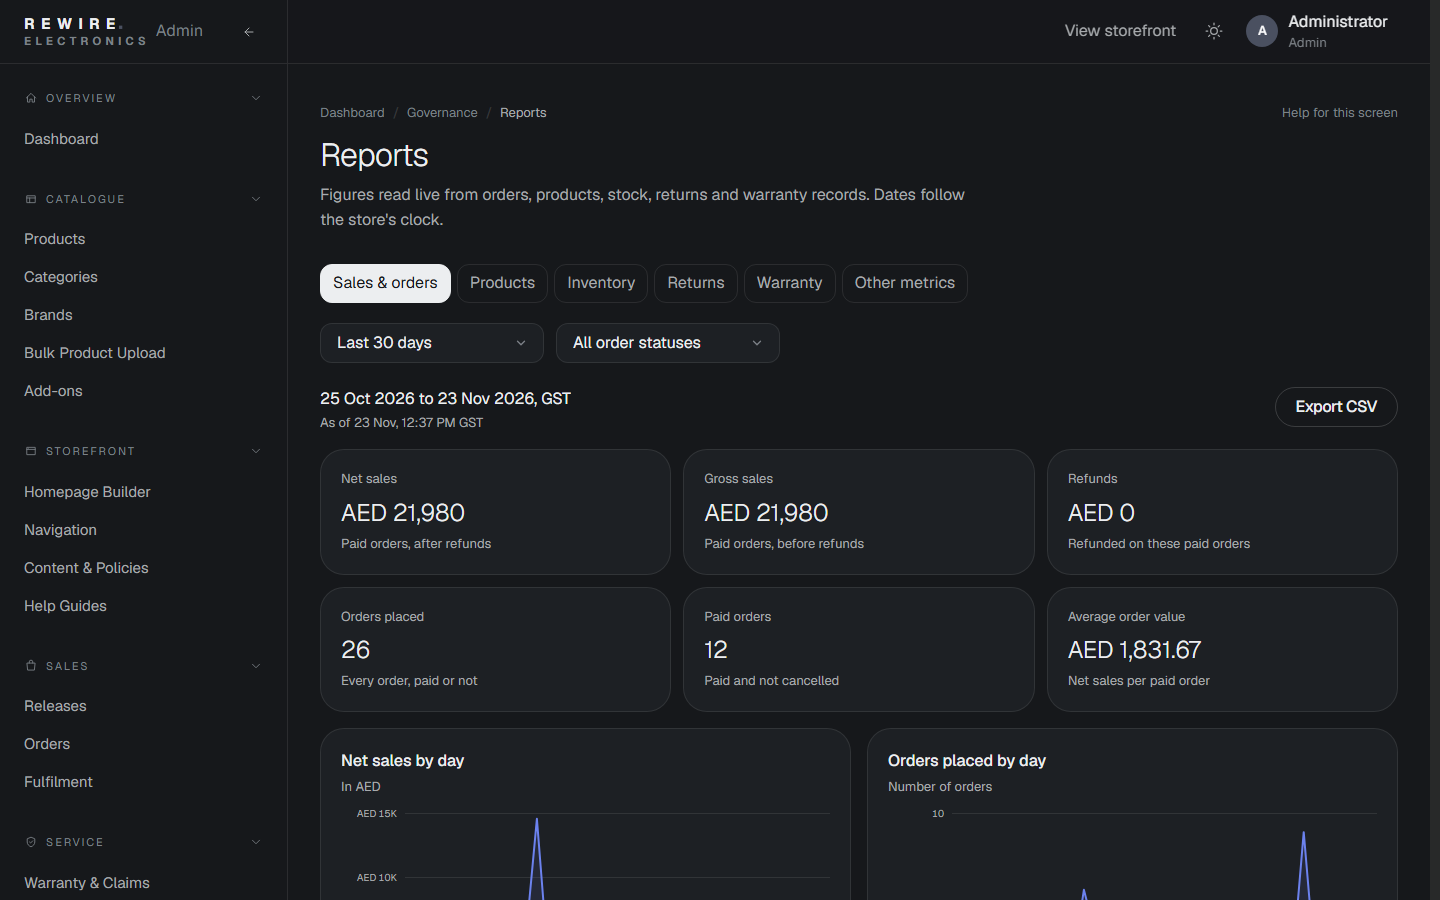 REWIRE.
ELECTRONICS
Admin
View storefront
A
Administrator
Admin
OVERVIEW
Dashboard
CATALOGUE
Products
Categories
Brands
Bulk Product Upload
Add-ons
STOREFRONT
Homepage Builder
Navigation
Content & Policies
Help Guides
SALES
Releases
Orders
Fulfilment
SERVICE
Warranty & Claims
Dashboard / Governance / Reports
Help for this screen
Reports
Figures read live from orders, products, stock, returns and warranty records. Dates follow
the store's clock.
Sales & orders
Products
Inventory
Returns
Warranty
Other metrics
Last 30 days
All order statuses
25 Oct 2026 to 23 Nov 2026, GST
As of 23 Nov, 12:37 PM GST
Export CSV
Net sales
AED 21,980
Paid orders, after refunds
Gross sales
AED 21,980
Paid orders, before refunds
Refunds
AED 0
Refunded on these paid orders
Orders placed
26
Every order, paid or not
Paid orders
12
Paid and not cancelled
Average order value
AED 1,831.67
Net sales per paid order
Net sales by day
In AED
AED 15K
AED 10K
Orders placed by day
Number of orders
10